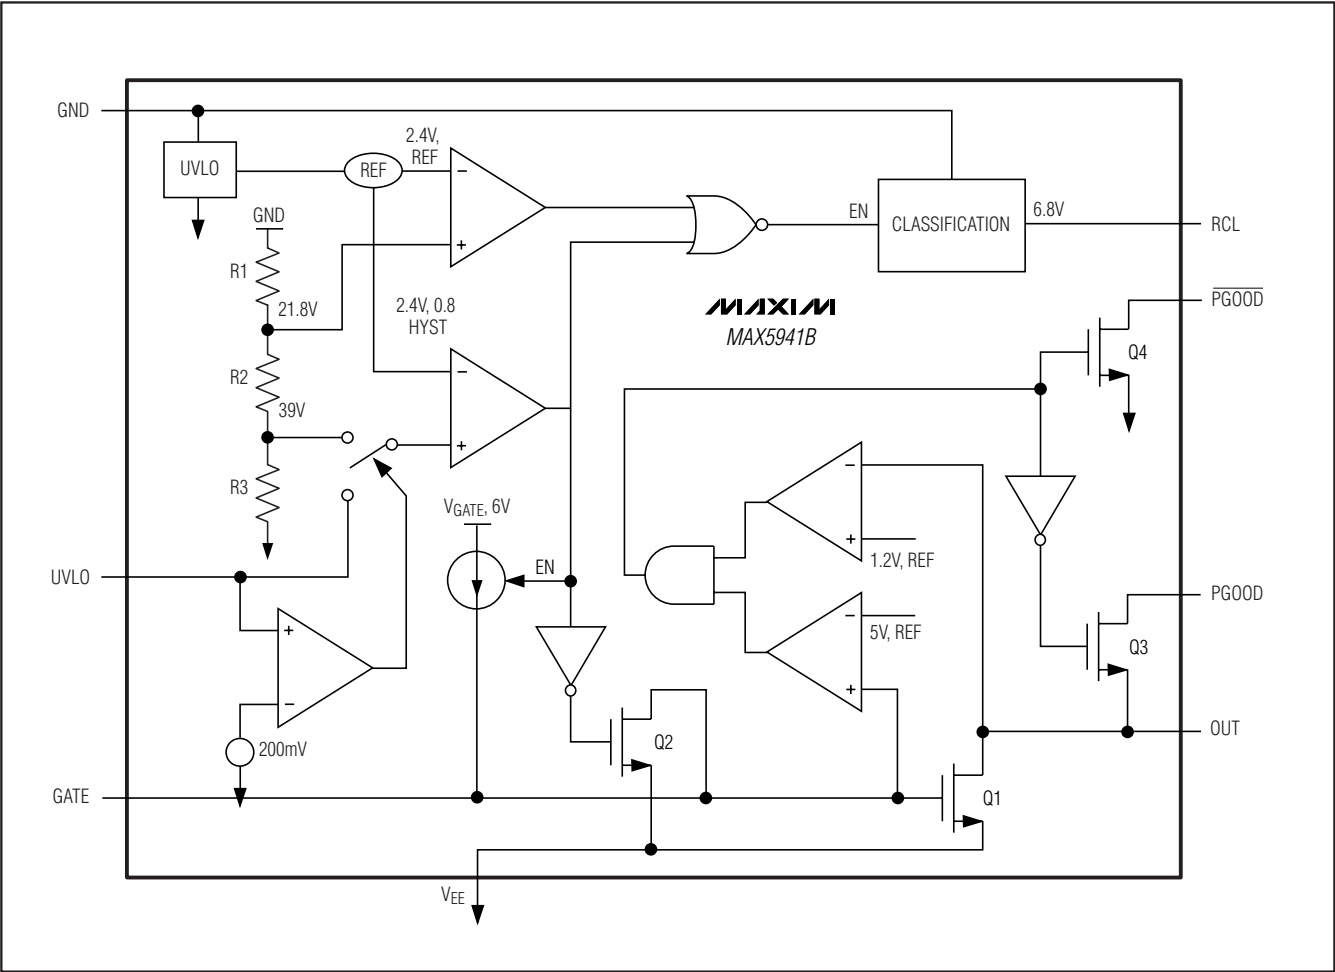 GND
UVLO
REF
2.4V,
REF
−
+
GND
R1
21.8V
R2
39V
R3
2.4V, 0.8
HYST
−
+
EN
CLASSIFICATION
6.8V
RCL
MAXIM
MAX5941B
PGOOD
Q4
VGATE, 6V
EN
−
+
1.2V, REF
−
5V, REF
+
UVLO
+
−
200mV
Q2
PGOOD
Q3
OUT
GATE
Q1
VEE